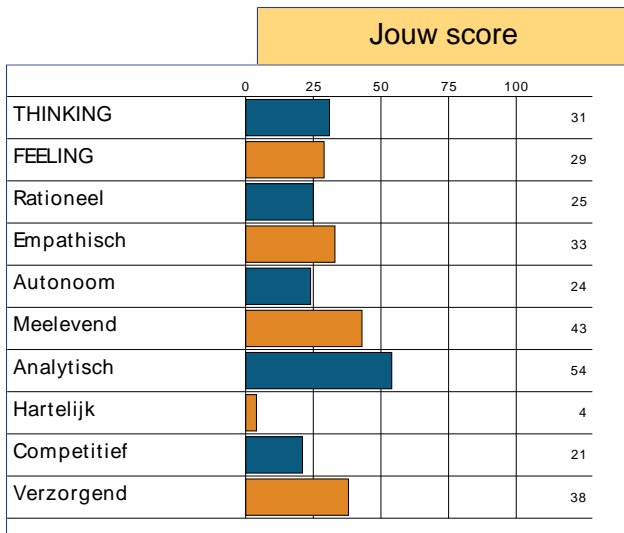 Jouw score
0 25 50 75 100
THINKING 31
FEELING 29
Rationeel 25
Empathisch 33
Autonoom 24
Meelevend 43
Analytisch 54
Hartelijk 4
Competitief 21
Verzorgend 38